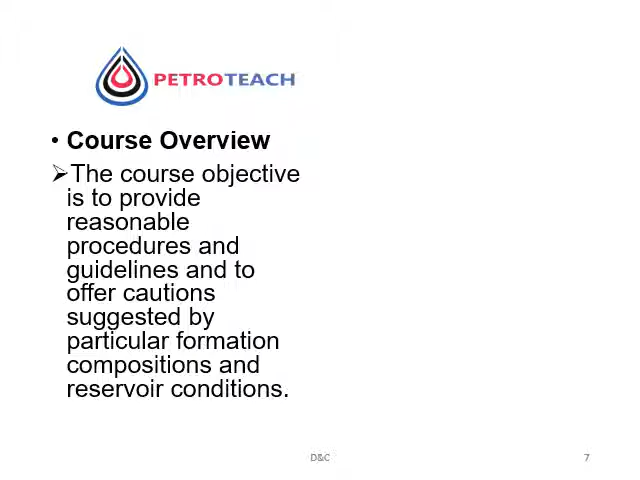 PETROTEACH
• Course Overview
➢The course objective
is to provide
reasonable
procedures and
guidelines and to
offer cautions
suggested by
particular formation
compositions and
reservoir conditions.
D&C 7